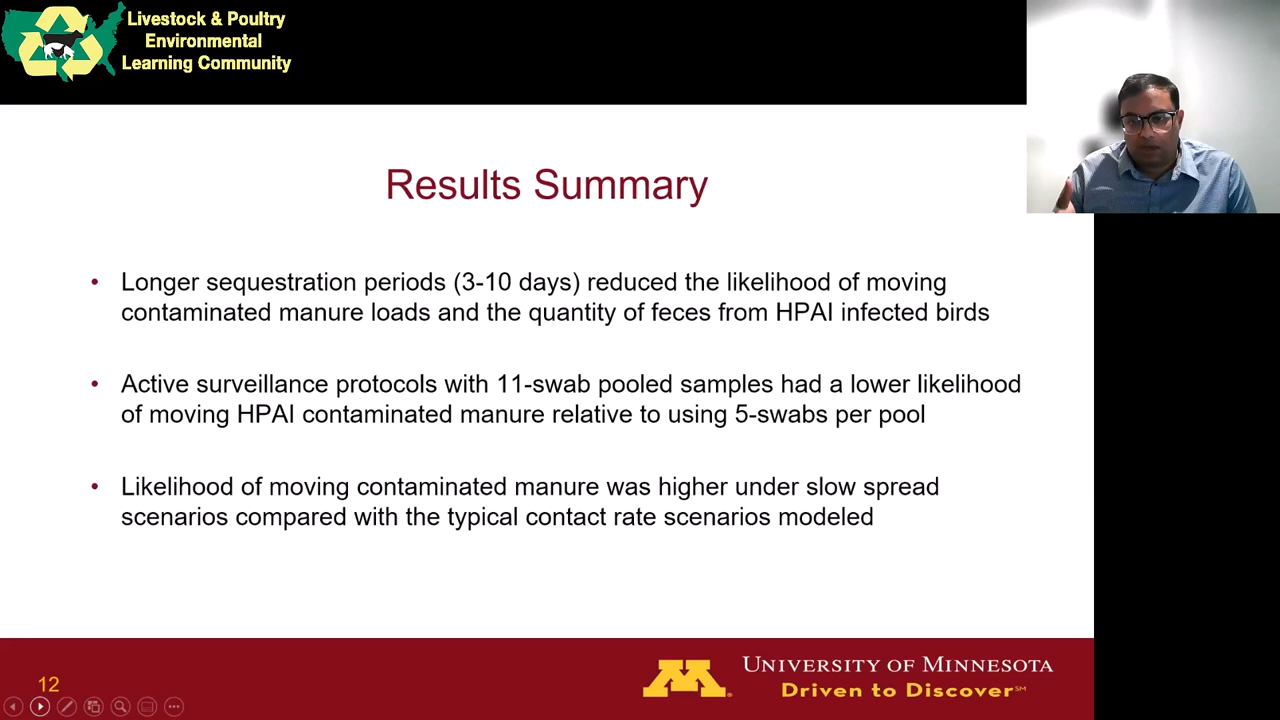 Livestock & Poultry
Environmental
Learning Community
Results Summary
• Longer sequestration periods (3-10 days) reduced the likelihood of moving
contaminated manure loads and the quantity of feces from HPAI infected birds
• Active surveillance protocols with 11-swab pooled samples had a lower likelihood
of moving HPAI contaminated manure relative to using 5-swabs per pool
• Likelihood of moving contaminated manure was higher under slow spread
scenarios compared with the typical contact rate scenarios modeled
12
M
UNIVERSITY OF MINNESOTA
Driven to Discover℠